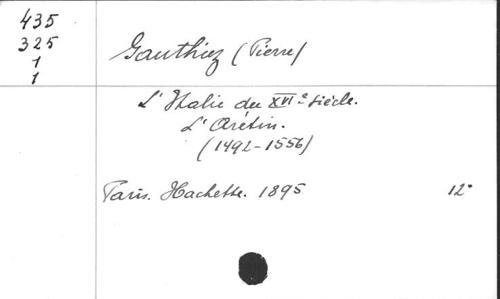 435
325
1
1
Gauthiez (Pierre)
L'Italie du XVIe siècle.
L'Arétin.
(1492-1556)
Paris. Hachette. 1895 12°